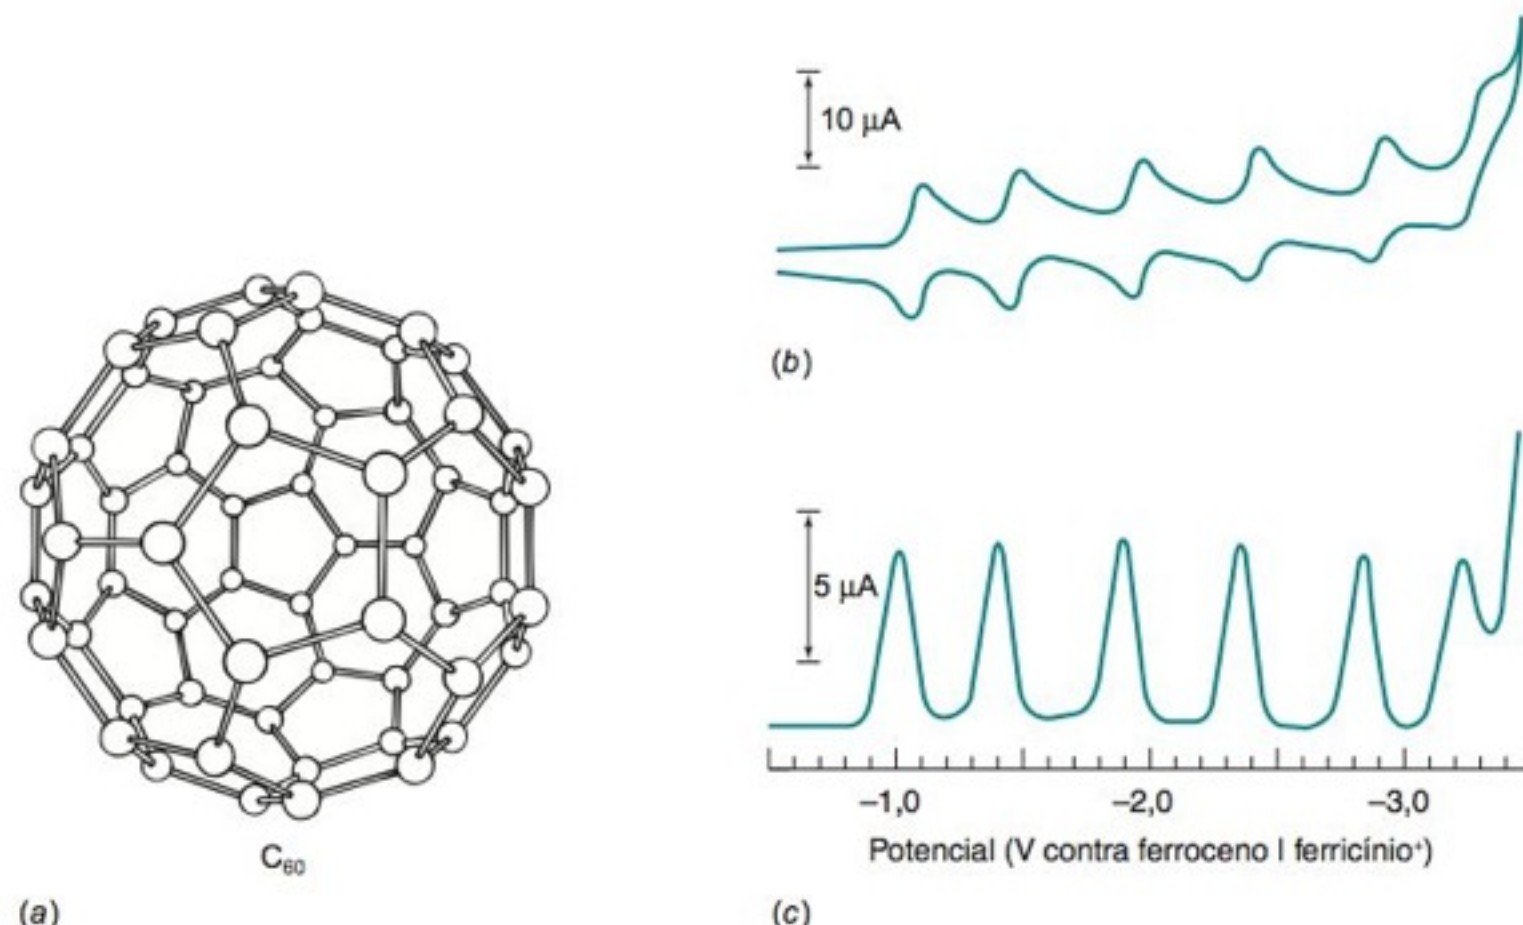 10 μA
(b)
5 μA
–1,0 –2,0 –3,0
Potencial (V contra ferroceno | ferricínio⁺)
C₆₀
(a)
(c)